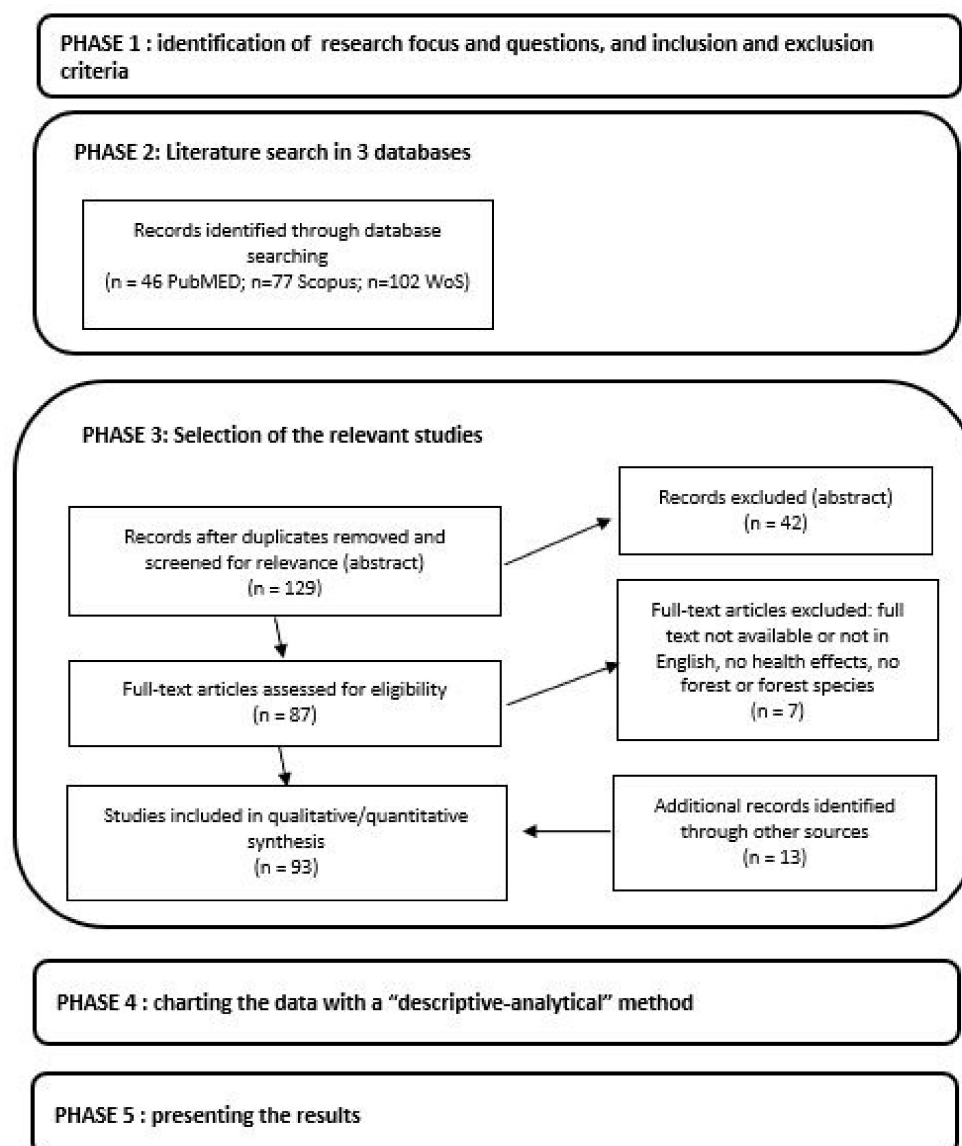 PHASE 1 : identification of  research focus and questions, and inclusion and exclusion
criteria
PHASE 2: Literature search in 3 databases
Records identified through database
searching
(n = 46 PubMED; n=77 Scopus; n=102 WoS)
PHASE 3: Selection of the relevant studies
Records after duplicates removed and
screened for relevance (abstract)
(n = 129)
Records excluded (abstract)
(n = 42)
Full-text articles assessed for eligibility
(n = 87)
Full-text articles excluded: full
text not available or not in
English, no health effects, no
forest or forest species
(n = 7)
Studies included in qualitative/quantitative
synthesis
(n = 93)
Additional records identified
through other sources
(n = 13)
PHASE 4 : charting the data with a “descriptive-analytical” method
PHASE 5 : presenting the results